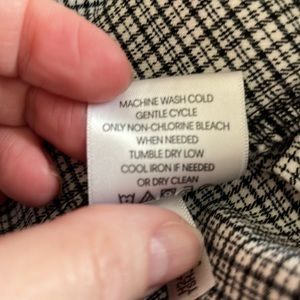 MACHINE WASH COLD
GENTLE CYCLE
ONLY NON-CHLORINE BLEACH
WHEN NEEDED
TUMBLE DRY LOW
COOL IRON IF NEEDED
OR DRY CLEAN